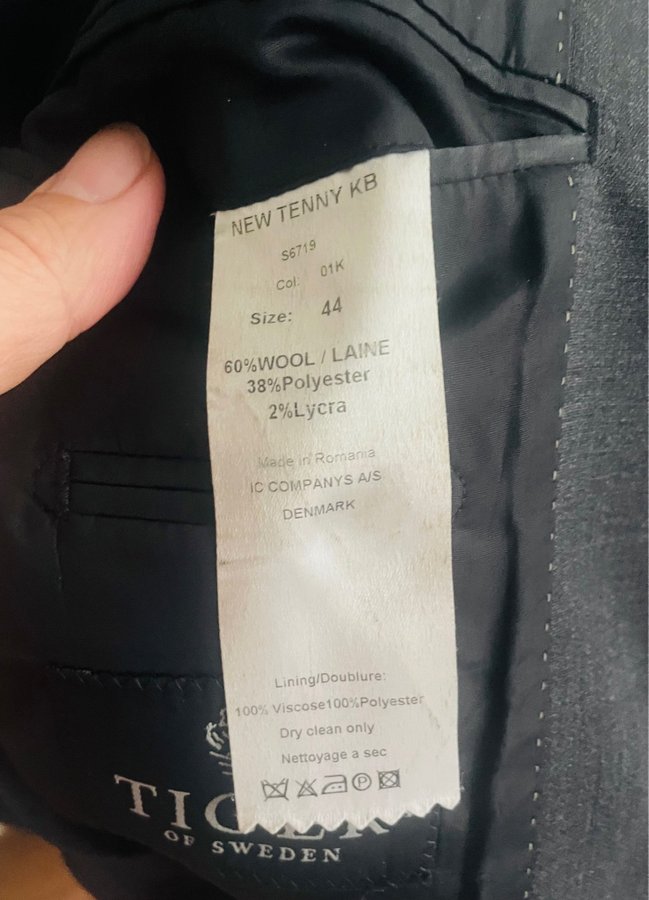 NEW TENNY KB
S6719
Col: 01K
Size: 44
60%WOOL / LAINE
38%Polyester
2%Lycra
Made in Romania
IC COMPANYS A/S
DENMARK
Lining/Doublure:
100% Viscose100%Polyester
Dry clean only
Nettoyage a sec
P
TIGER
OF SWEDEN